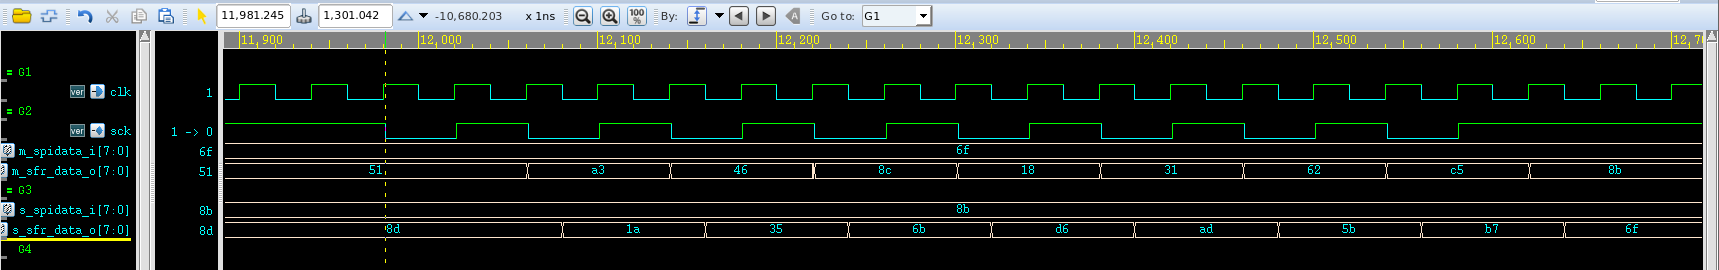 11,981.245 1,301.042 -10,680.203 x 1ns 100 % By: Go to: G1
11,900 12,000 12,100 12,200 12,300 12,400 12,500 12,600
= G1
ver clk 1
= G2
ver sck 1 -> 0
m_spidata_i[7:0] 6f 6f
m_sfr_data_o[7:0] 51 51 a3 46 8c 18 31 62 c5 8b
= G3
s_spidata_i[7:0] 8b 8b
s_sfr_data_o[7:0] 8d 8d 1a 35 6b d6 ad 5b b7 6f
G4